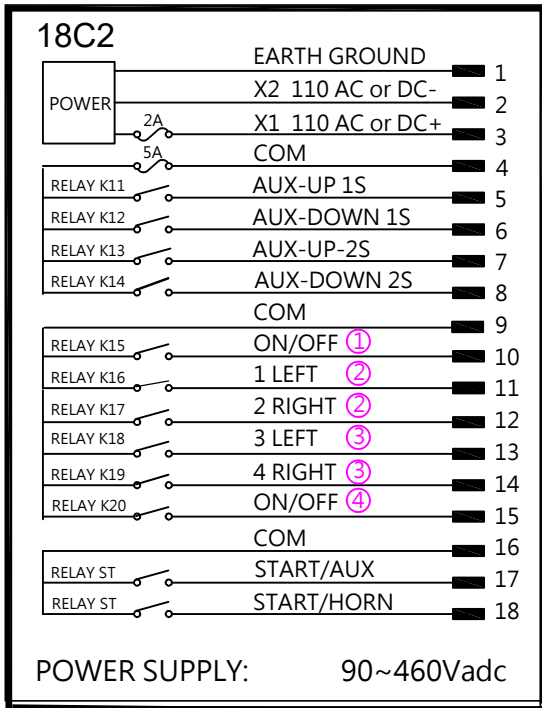 18C2
EARTH GROUND 1
POWER X2 110 AC or DC- 2
2A X1 110 AC or DC+ 3
5A COM 4
RELAY K11 AUX-UP 1S 5
RELAY K12 AUX-DOWN 1S 6
RELAY K13 AUX-UP-2S 7
RELAY K14 AUX-DOWN 2S 8
COM 9
RELAY K15 ON/OFF ① 10
RELAY K16 1 LEFT ② 11
RELAY K17 2 RIGHT ② 12
RELAY K18 3 LEFT ③ 13
RELAY K19 4 RIGHT ③ 14
RELAY K20 ON/OFF ④ 15
COM 16
RELAY ST START/AUX 17
RELAY ST START/HORN 18
POWER SUPPLY: 90~460Vadc